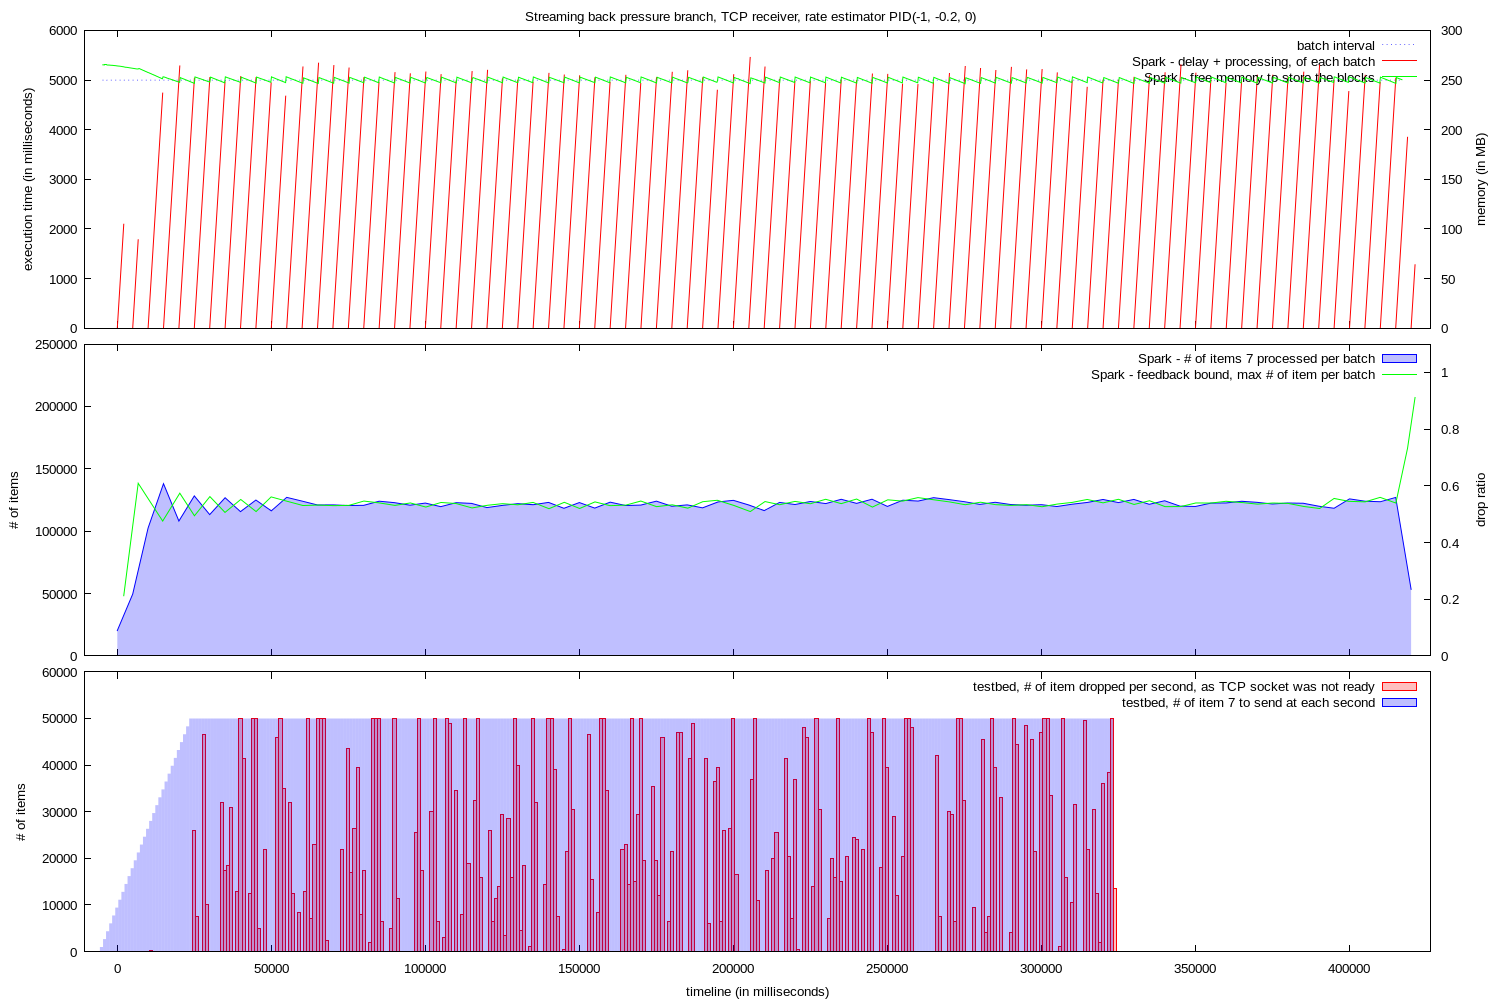 Streaming back pressure branch, TCP receiver, rate estimator PID(-1, -0.2, 0)
6000
5000
4000
3000
2000
1000
0
execution time (in milliseconds)
batch interval
Spark - delay + processing, of each batch
Spark - free memory to store the blocks
300
250
200
150
100
50
0
memory (in MB)
250000
200000
150000
100000
50000
0
# of items
Spark - # of items 7 processed per batch
Spark - feedback bound, max # of item per batch
1
0.8
0.6
0.4
0.2
0
drop ratio
60000
50000
40000
30000
20000
10000
0
# of items
testbed, # of item dropped per second, as TCP socket was not ready
testbed, # of item 7 to send at each second
0 50000 100000 150000 200000 250000 300000 350000 400000
timeline (in milliseconds)